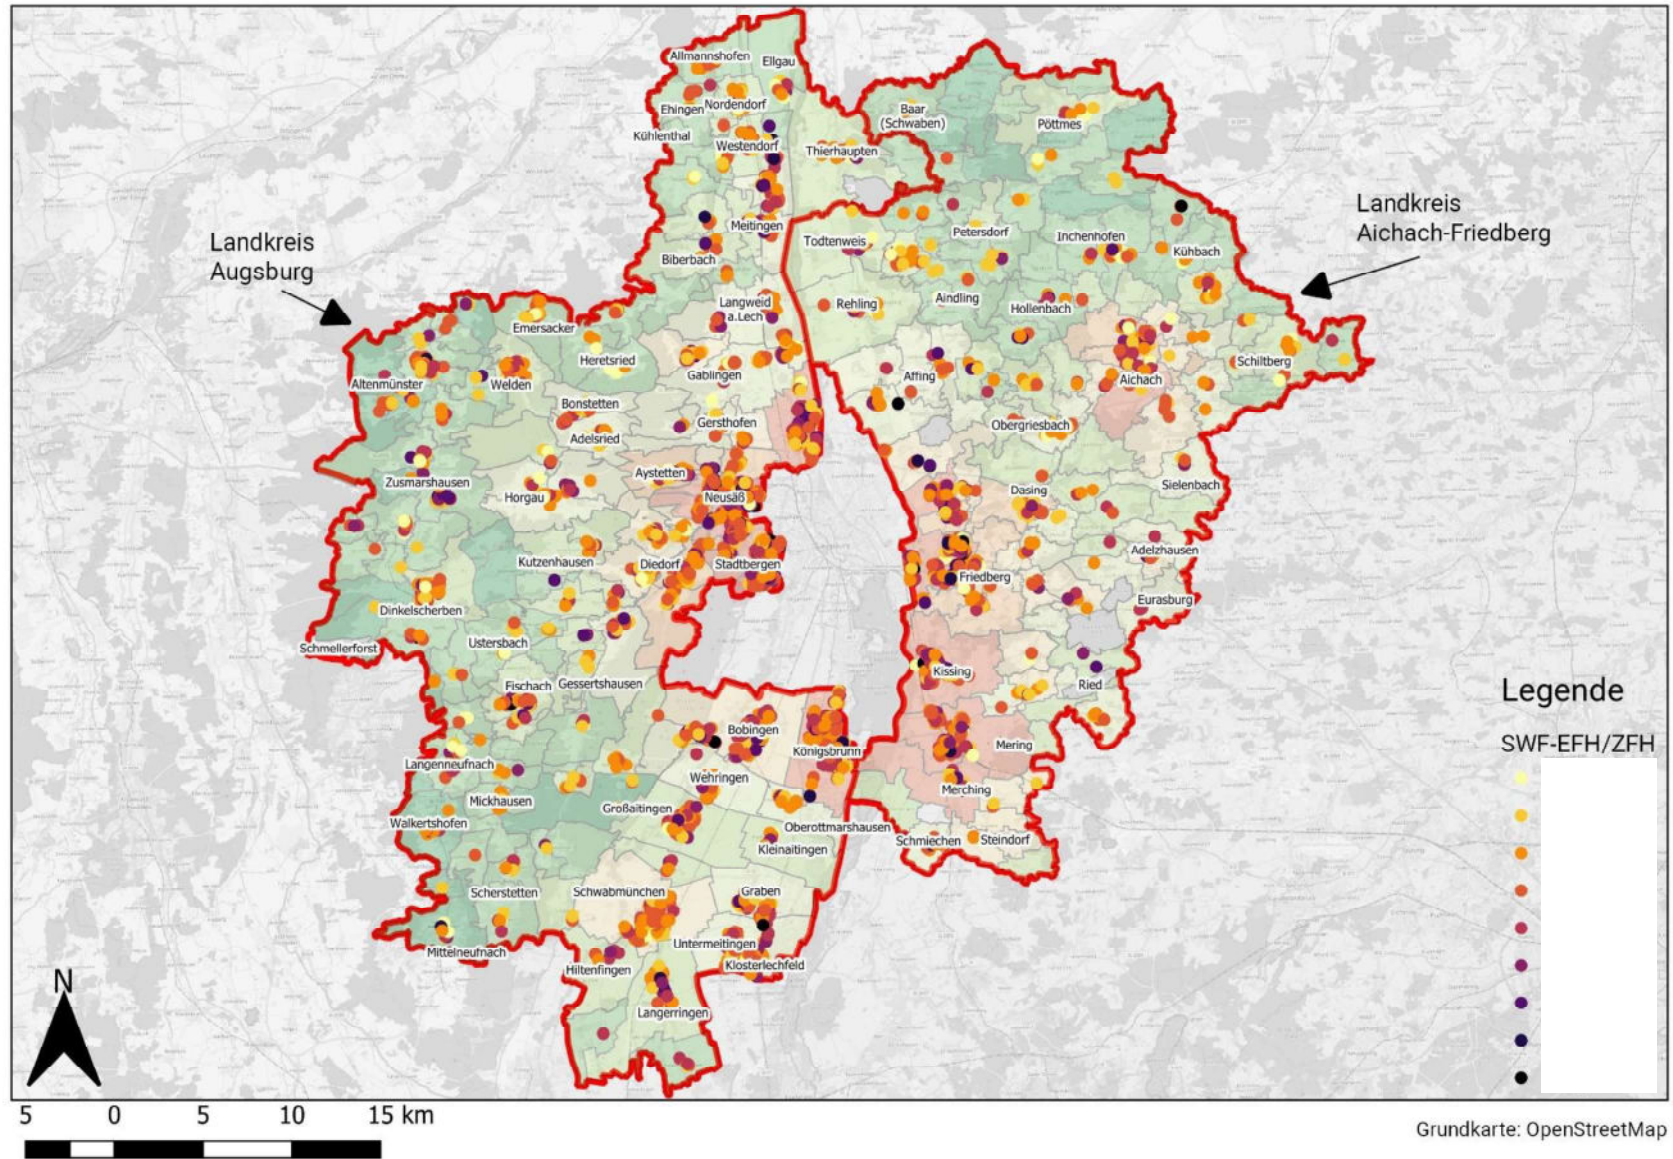 Allmannshofen
Ellgau
Ehingen
Nordendorf
Baar
(Schwaben)
Pöttmes
Kühlenthal
Westendorf
Thierhaupten
Landkreis
Aichach-Friedberg
Meitingen
Todtenweis
Petersdorf
Inchenhofen
Kühbach
Landkreis
Augsburg
Biberbach
Langweid
a.Lech
Rehling
Aindling
Hollenbach
Emersacker
Heretsried
Gablingen
Affing
Aichach
Schiltberg
Altenmünster
Welden
Bonstetten
Gersthofen
Obergriesbach
Adelsried
Aystetten
Zusmarshausen
Horgau
Neusäß
Dasing
Sielenbach
Kutzenhausen
Diedorf
Stadtbergen
Friedberg
Adelzhausen
Eurasburg
Dinkelscherben
Ustersbach
Schmellerforst
Fischach
Gessertshausen
Kissing
Ried
Legende
SWF-EFH/ZFH
Bobingen
Königsbrunn
Mering
Langenneufnach
Wehringen
Merching
Mickhausen
Großaitingen
Walkertshofen
Oberottmarshausen
Schmiechen
Steindorf
Kleinaitingen
Scherstetten
Schwabmünchen
Graben
Untermeitingen
Mittelneufnach
Hiltenfingen
Klosterlechfeld
Langerringen
N
5 0 5 10 15 km
Grundkarte: OpenStreetMap